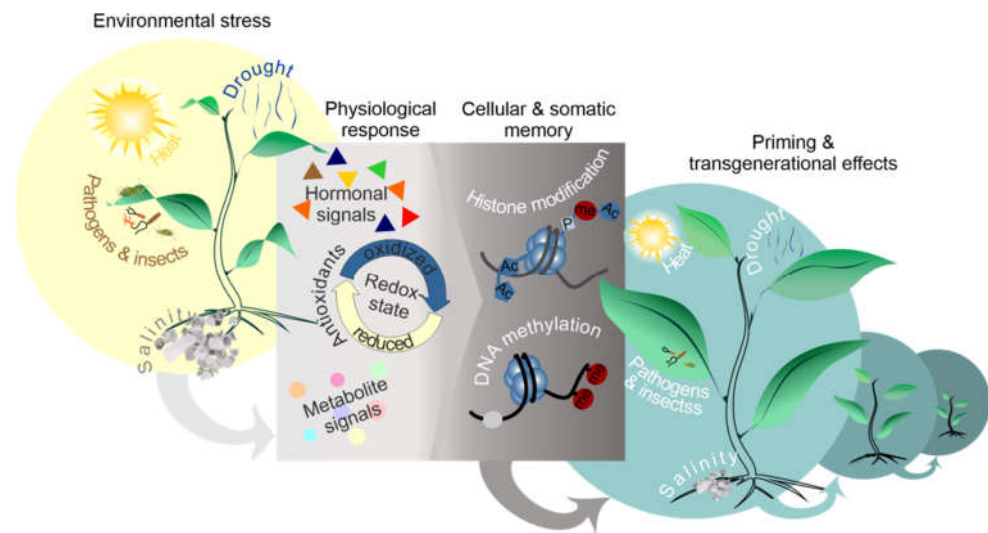 Environmental stress
Drought
Heat
Pathogens & insects
Salinity
Physiological
response
Hormonal
signals
Antioxidants
oxidized
Redox-
state
reduced
Metabolite
signals
Cellular & somatic
memory
Histone modification
P
me
Ac
Ac
Ac
DNA methylation
me
me
Priming &
transgenerational effects
Heat
Drought
Pathogens
& insectss
Salinity